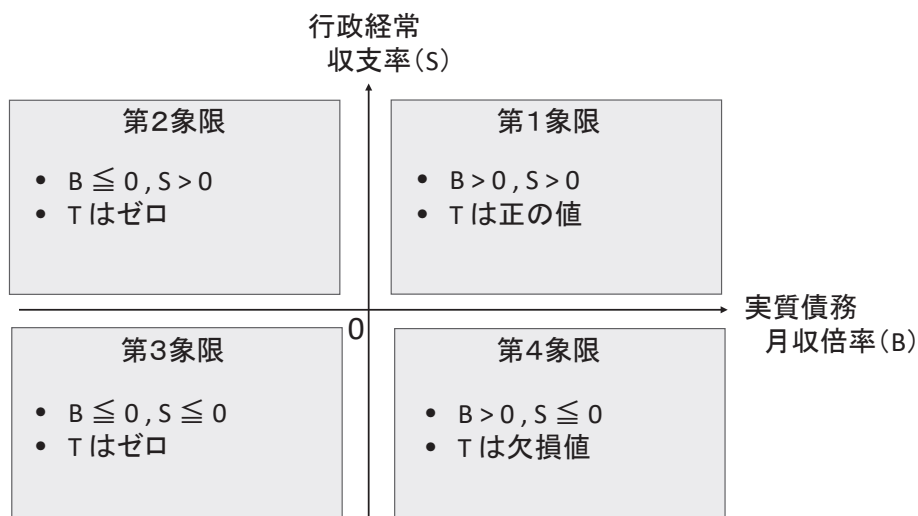 行政経常
収支率(S)
第2象限
• B ≦ 0 , S > 0
• T はゼロ
第1象限
• B > 0 , S > 0
• T は正の値
0
実質債務
月収倍率(B)
第3象限
• B ≦ 0 , S ≦ 0
• T はゼロ
第4象限
• B > 0 , S ≦ 0
• T は欠損値